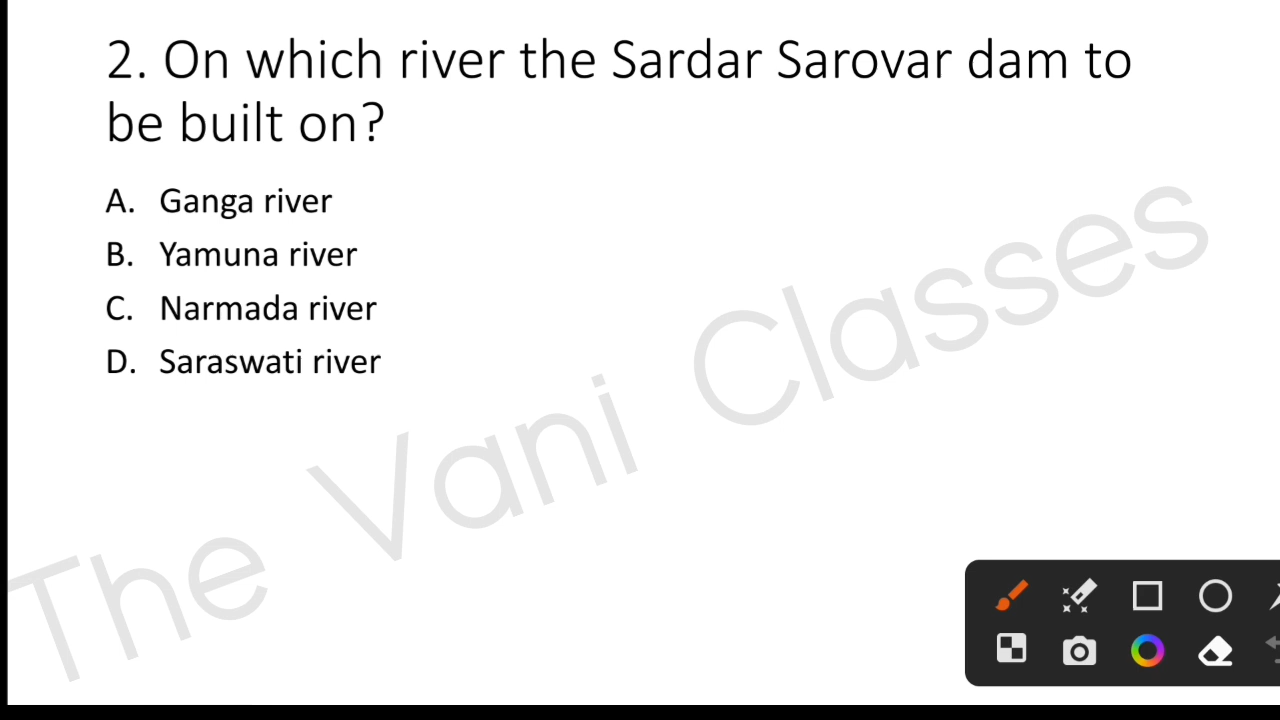 2. On which river the Sardar Sarovar dam to
be built on?
A. Ganga river
B. Yamuna river
C. Narmada river
D. Saraswati river
The Vani Classes